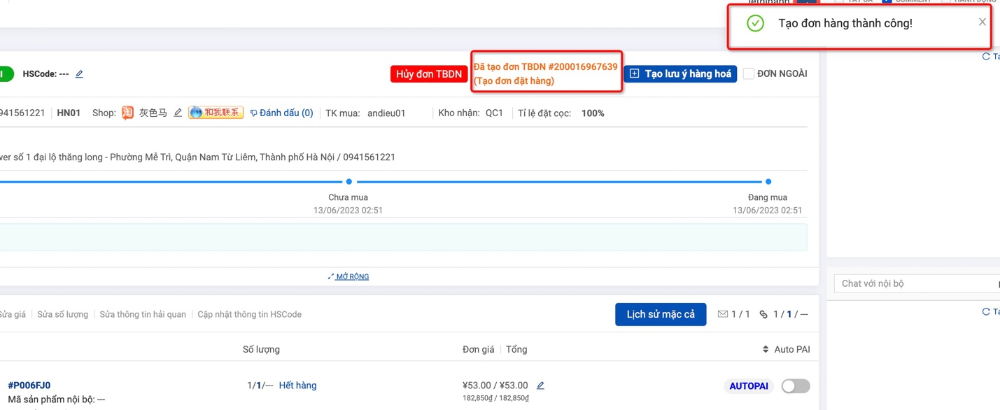 Tạo đơn hàng thành công!
HSCode: ---
Hủy đơn TBDN
Đã tạo đơn TBDN #200016967639
(Tạo đơn đặt hàng)
Tạo lưu ý hàng hoá
ĐƠN NGOÀI
941561221 HN01 Shop: 淘 灰色马 和我联系 Đánh dấu (0) TK mua: andieu01 Kho nhận: QC1 Tỉ lệ đặt cọc: 100%
wer số 1 đại lộ thăng long - Phường Mễ Trì, Quận Nam Từ Liêm, Thành phố Hà Nội / 0941561221
Chưa mua
13/06/2023 02:51
Đang mua
13/06/2023 02:51
MỞ RỘNG
Chat với nội bộ
Sửa giá Sửa số lượng Sửa thông tin hải quan Cập nhật thông tin HSCode
Lịch sử mặc cả
1 / 1 1 / 1 / ---
Số lượng Đơn giá Tổng Auto PAI
#P006FJ0 1/1/--- Hết hàng ¥53.00 / ¥53.00 AUTOPAI
Mã sản phẩm nội bộ: --- 182,850₫ / 182,850₫